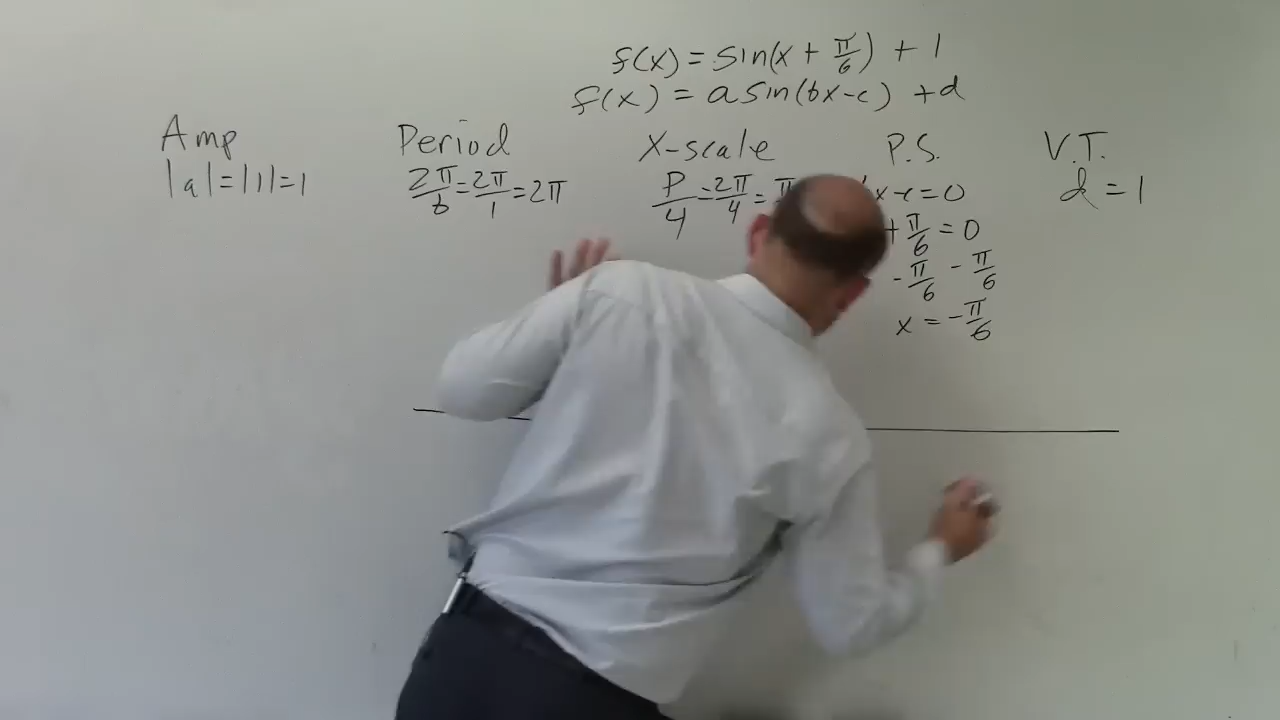 f(x) = sin(x + π/6) + 1
f(x) = a sin(bx-c) + d
Amp Period X-scale P.S. V.T.
|a|=|1|=1 2π/b=2π/1=2π P/4=2π/4= x-c=0 d=1
+π/6=0
-π/6 -π/6
x=-π/6